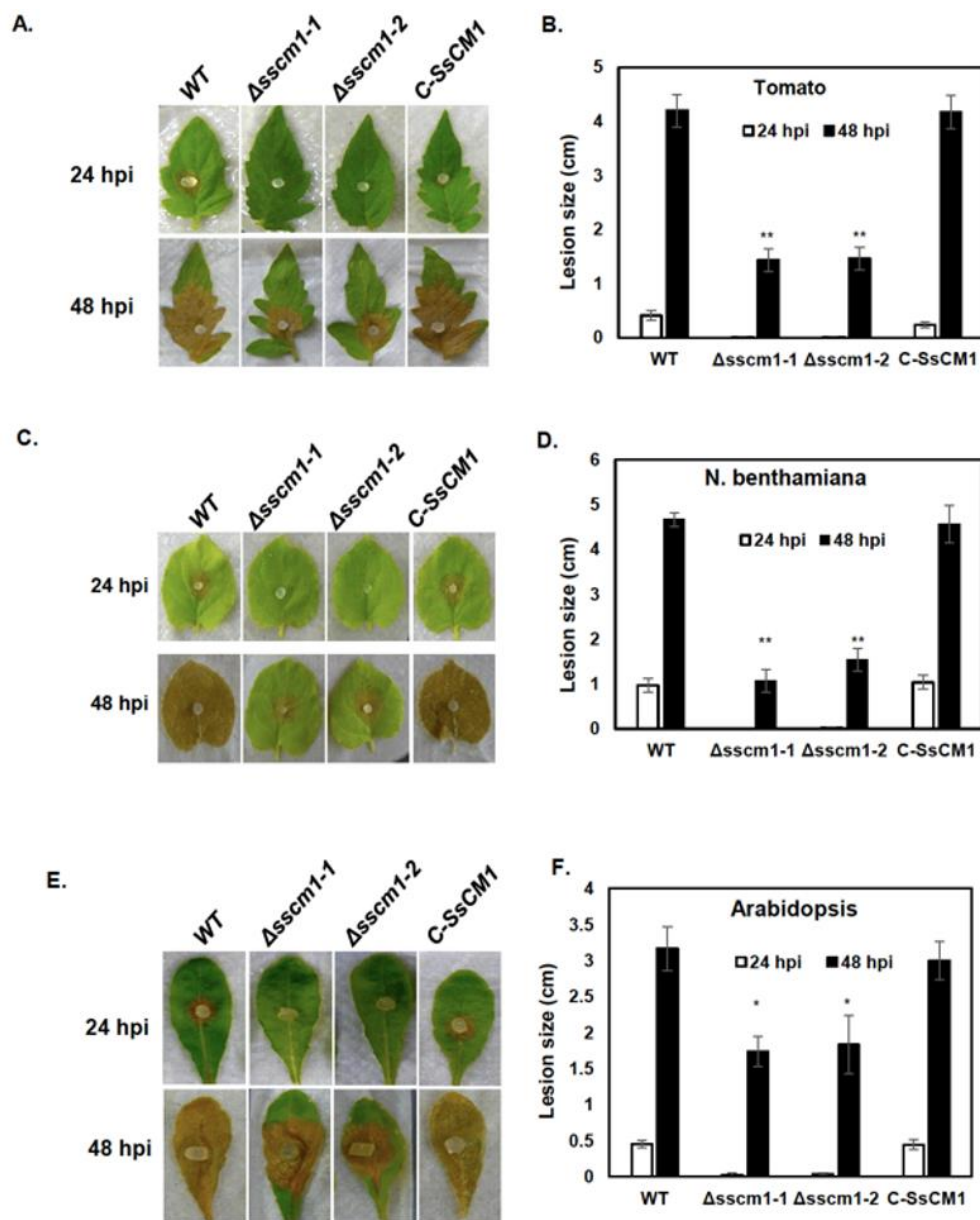 A.
WT
Δsscm1-1
Δsscm1-2
C-SsCM1
24 hpi
48 hpi
B.
Tomato
24 hpi 48 hpi
Lesion size (cm)
5
4
3
2
1
0
** **
WT Δsscm1-1 Δsscm1-2 C-SsCM1
C.
WT
Δsscm1-1
Δsscm1-2
C-SsCM1
24 hpi
48 hpi
D.
N. benthamiana
24 hpi 48 hpi
Lesion size (cm)
6
5
4
3
2
1
0
** **
WT Δsscm1-1 Δsscm1-2 C-SsCM1
E.
WT
Δsscm1-1
Δsscm1-2
C-SsCM1
24 hpi
48 hpi
F.
Arabidopsis
24 hpi 48 hpi
Lesion size (cm)
4
3.5
3
2.5
2
1.5
1
0.5
0
* *
WT Δsscm1-1 Δsscm1-2 C-SsCM1